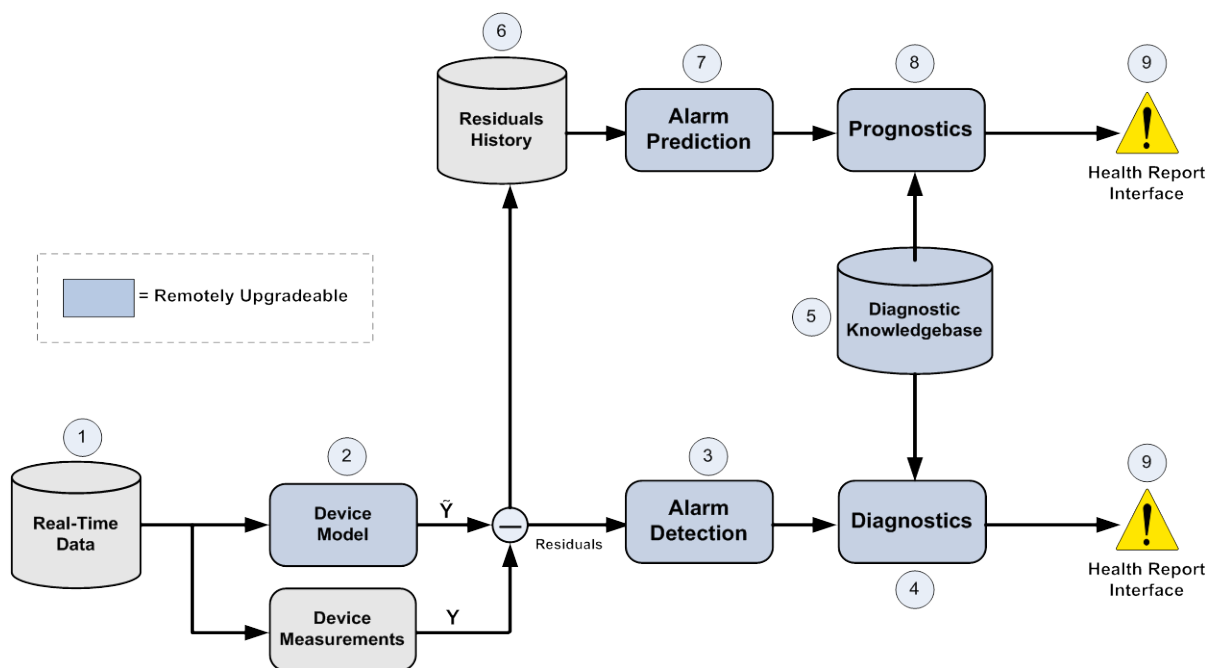 6
7
8
9
Residuals
History
Alarm
Prediction
Prognostics
Health Report
Interface
= Remotely Upgradeable
5
Diagnostic
Knowledgebase
1
2
3
9
Real-Time
Data
Device
Model
Ỹ
—
Residuals
Alarm
Detection
Diagnostics
Health Report
Interface
4
Device
Measurements
Y